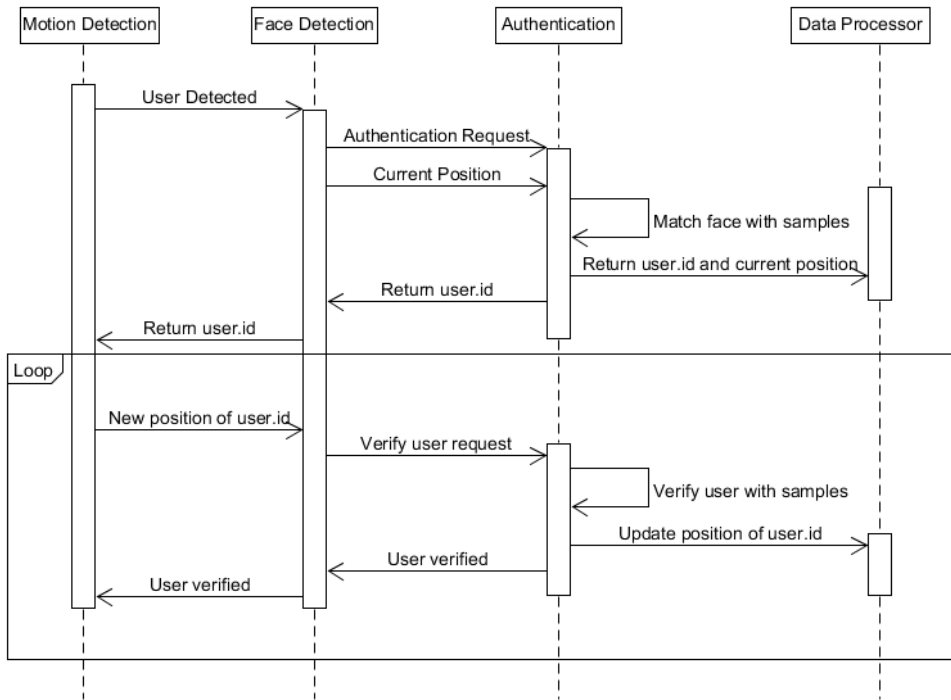 Motion Detection
Face Detection
Authentication
Data Processor
User Detected
Authentication Request
Current Position
Match face with samples
Return user.id and current position
Return user.id
Return user.id
Loop
New position of user.id
Verify user request
Verify user with samples
Update position of user.id
User verified
User verified